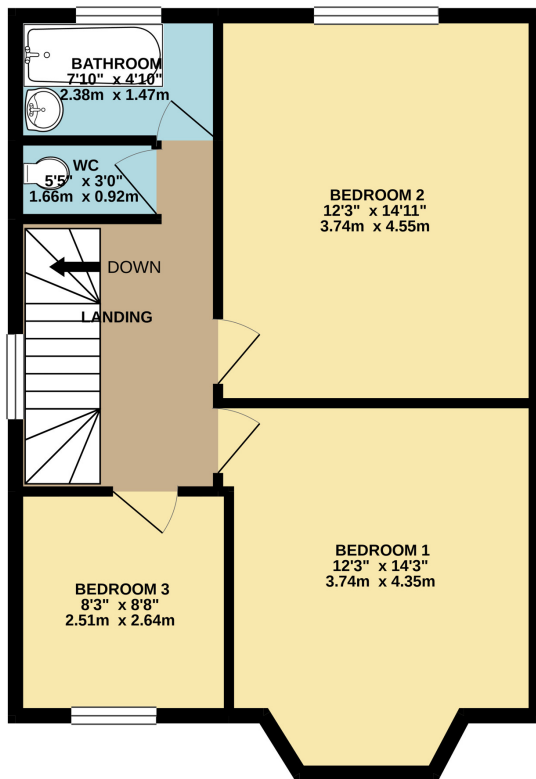 BATHROOM
7'10" x 4'10"
2.38m x 1.47m
WC
5'5" x 3'0"
1.66m x 0.92m
BEDROOM 2
12'3" x 14'11"
3.74m x 4.55m
DOWN
LANDING
BEDROOM 1
12'3" x 14'3"
3.74m x 4.35m
BEDROOM 3
8'3" x 8'8"
2.51m x 2.64m